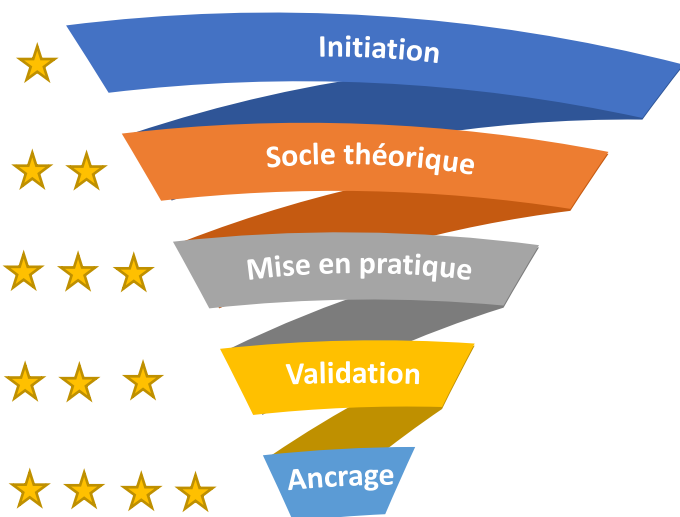 Initiation
Socle théorique
Mise en pratique
Validation
Ancrage